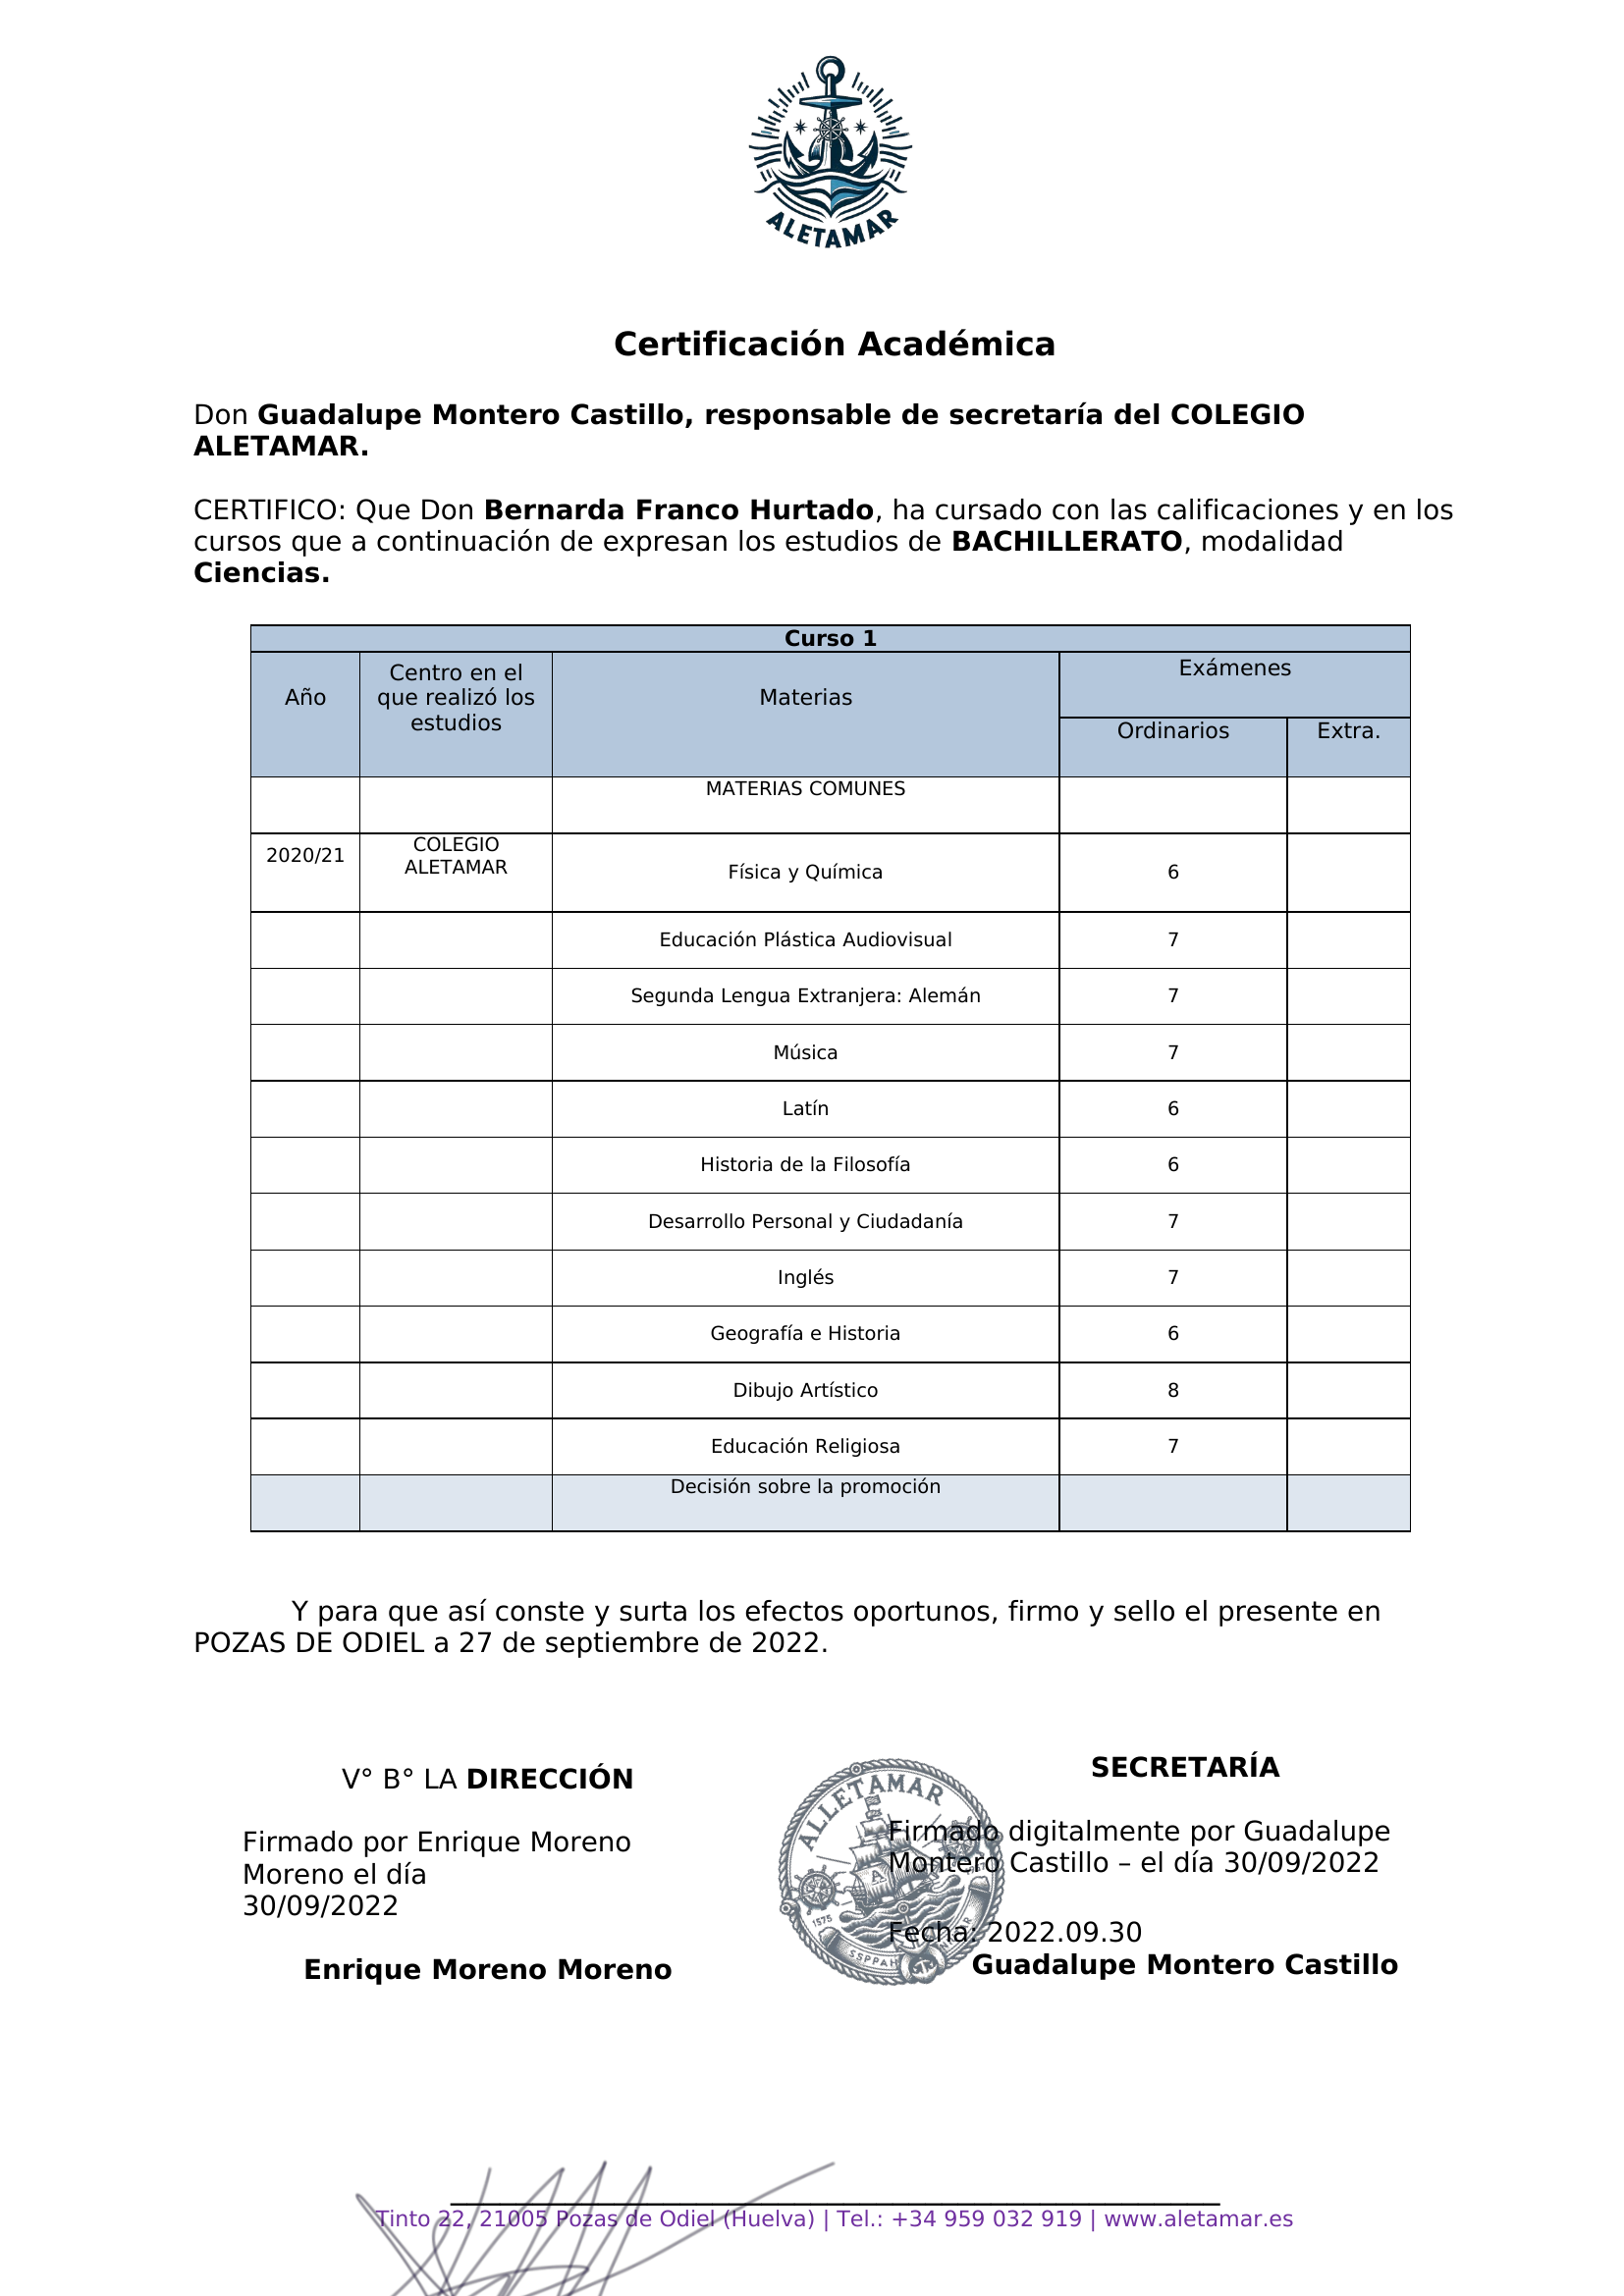 ALETAMAR
Certificación Académica
Don Guadalupe Montero Castillo, responsable de secretaría del COLEGIO
ALETAMAR.
CERTIFICO: Que Don Bernarda Franco Hurtado, ha cursado con las calificaciones y en los
cursos que a continuación de expresan los estudios de BACHILLERATO, modalidad
Ciencias.
Curso 1
Año
Centro en el
que realizó los
estudios
Materias
Exámenes
Ordinarios
Extra.
MATERIAS COMUNES
2020/21
COLEGIO
ALETAMAR
Física y Química 6
Educación Plástica Audiovisual 7
Segunda Lengua Extranjera: Alemán 7
Música 7
Latín 6
Historia de la Filosofía 6
Desarrollo Personal y Ciudadanía 7
Inglés 7
Geografía e Historia 6
Dibujo Artístico 8
Educación Religiosa 7
Decisión sobre la promoción
Y para que así conste y surta los efectos oportunos, firmo y sello el presente en
POZAS DE ODIEL a 27 de septiembre de 2022.
V° B° LA DIRECCIÓN
Firmado por Enrique Moreno
Moreno el día
30/09/2022
Enrique Moreno Moreno
ALLETAMAR
A
1575
SECRETARÍA
Firmado digitalmente por Guadalupe
Montero Castillo – el día 30/09/2022
Fecha: 2022.09.30
Guadalupe Montero Castillo
Tinto 22, 21005 Pozas de Odiel (Huelva) | Tel.: +34 959 032 919 | www.aletamar.es